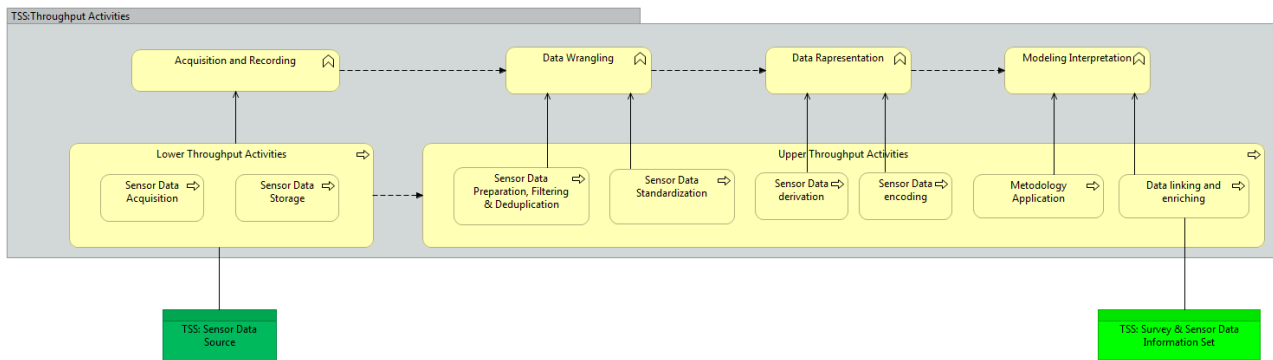 TSS:Throughput Activities
Acquisition and Recording
Data Wrangling
Data Rapresentation
Modeling Interpretation
Lower Throughput Activities
Sensor Data
Acquisition
Sensor Data
Storage
Upper Throughput Activities
Sensor Data
Preparation, Filtering
& Deduplication
Sensor Data
Standardization
Sensor Data
derivation
Sensor Data
encoding
Metodology
Application
Data linking and
enriching
TSS: Sensor Data
Source
TSS: Survey & Sensor Data
Information Set